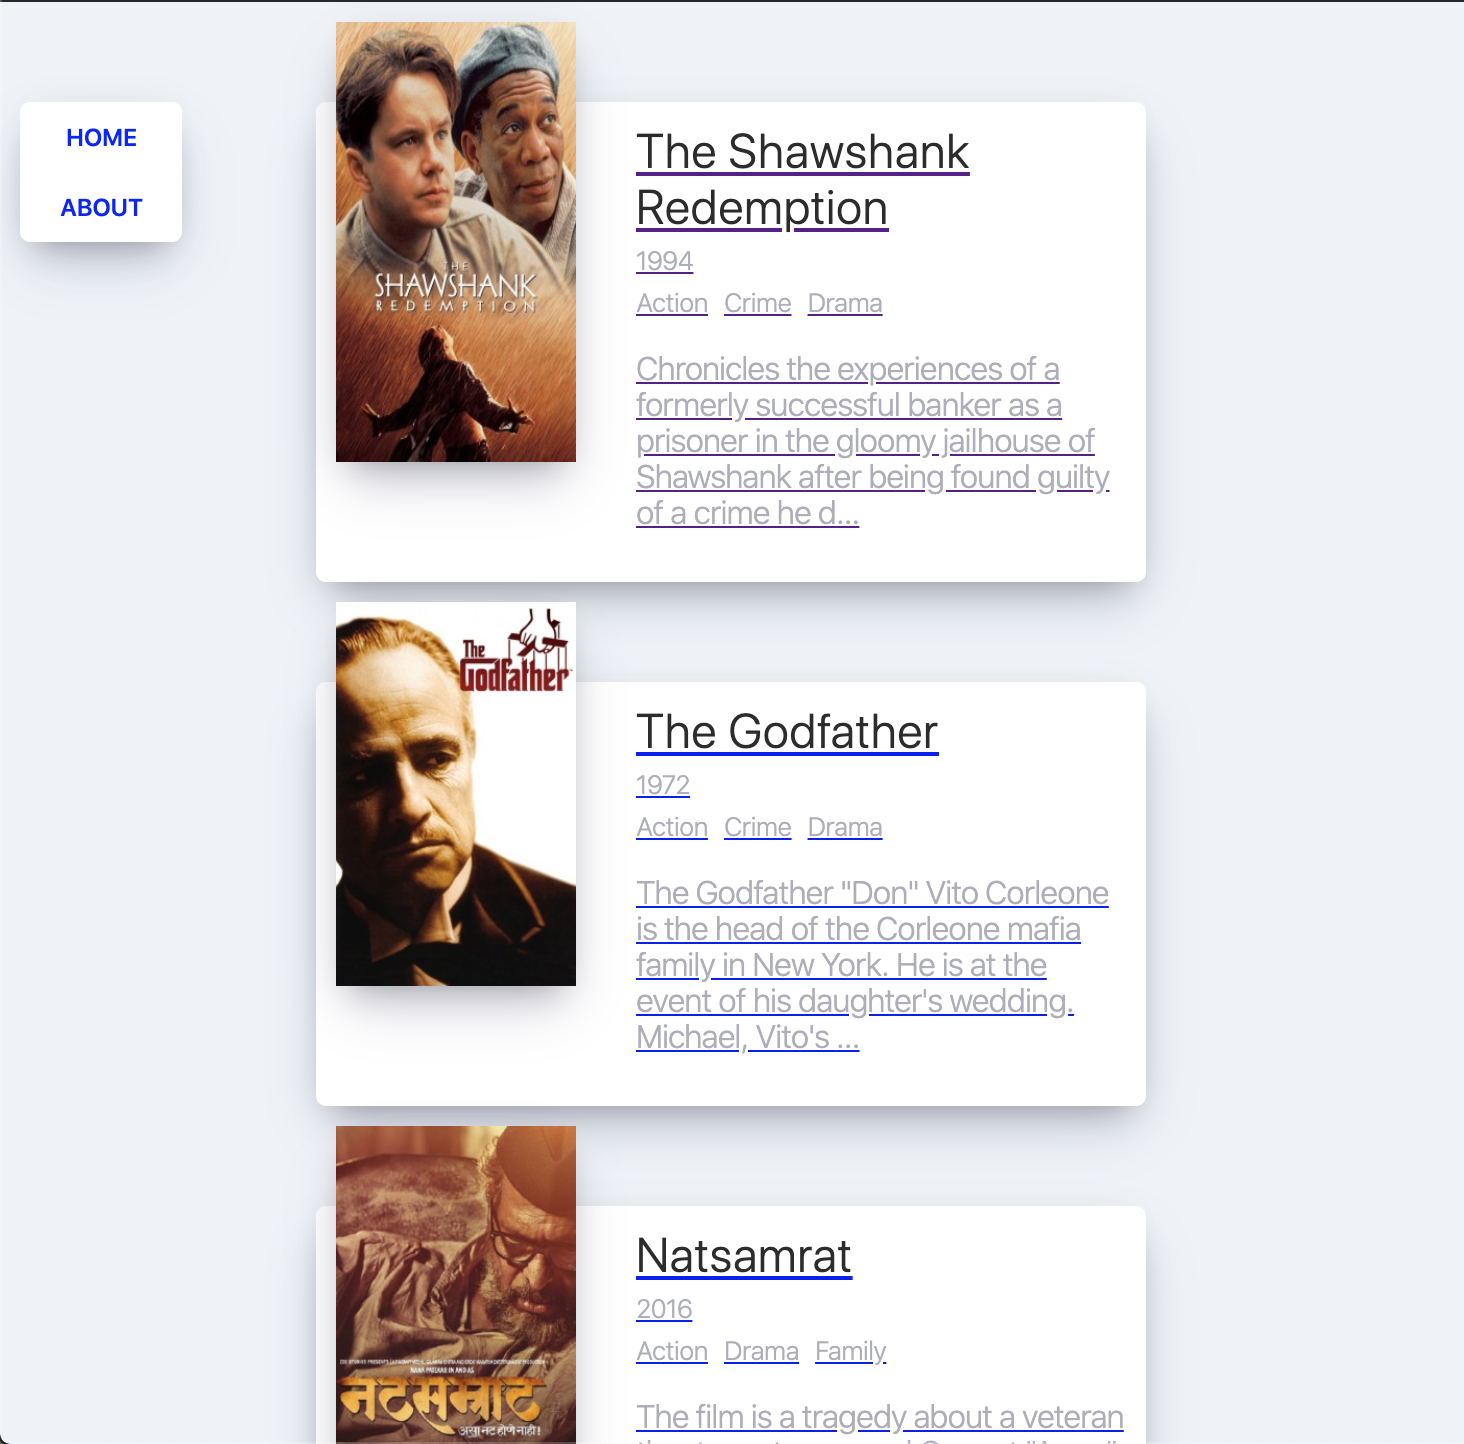 HOME
ABOUT
THE
SHAWSHANK
REDEMPTION
The Shawshank
Redemption
1994
Action Crime Drama
Chronicles the experiences of a
formerly successful banker as a
prisoner in the gloomy jailhouse of
Shawshank after being found guilty
of a crime he d...
The
Godfather
The Godfather
1972
Action Crime Drama
The Godfather "Don" Vito Corleone
is the head of the Corleone mafia
family in New York. He is at the
event of his daughter's wedding.
Michael, Vito's ...
नटसम्राट
असा नट होणे नाही!
Natsamrat
2016
Action Drama Family
The film is a tragedy about a veteran